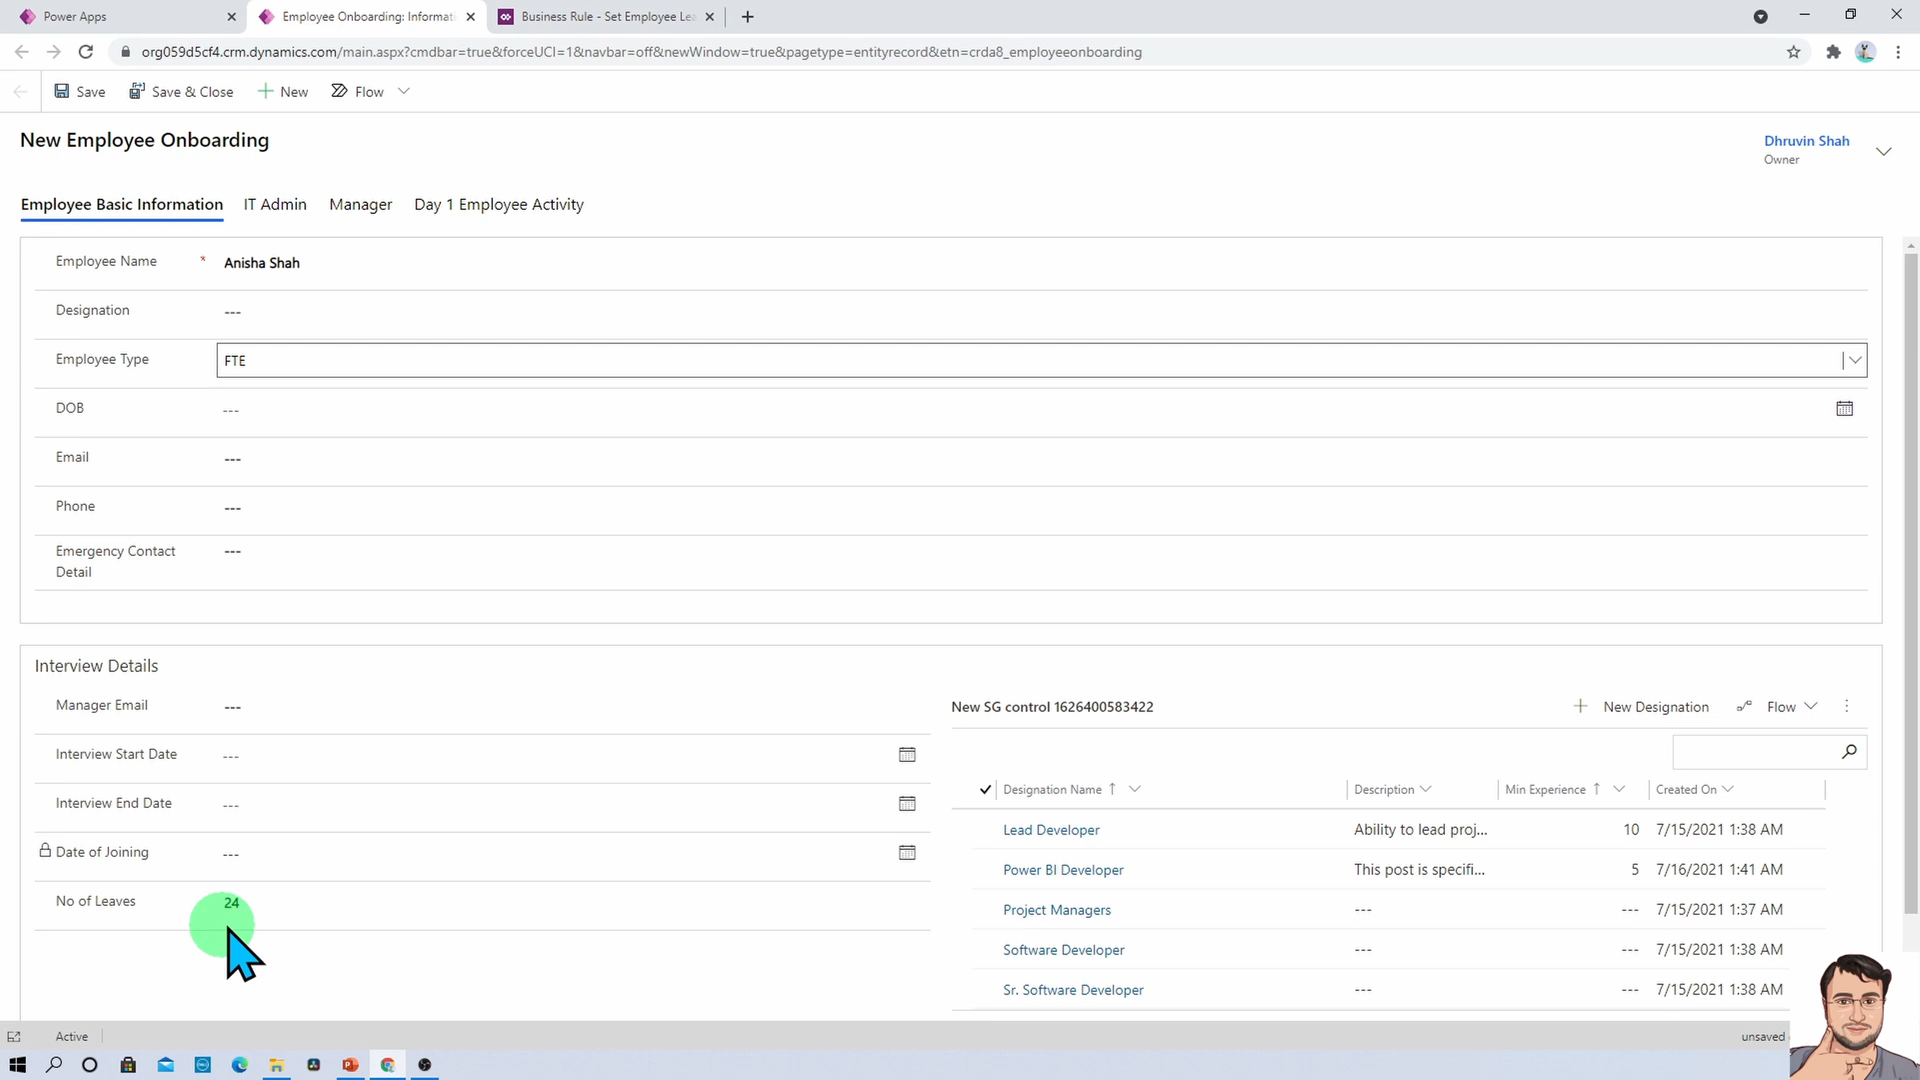 Power Apps
Employee Onboarding: Informat
Business Rule - Set Employee Le
org059d5cf4.crm.dynamics.com/main.aspx?cmdbar=true&forceUCI=1&navbar=off&newWindow=true&pagetype=entityrecord&etn=crda8_employeeonboarding
Save
Save & Close
New
Flow
New Employee Onboarding
Dhruvin Shah
Owner
Employee Basic Information
IT Admin
Manager
Day 1 Employee Activity
Employee Name * Anisha Shah
Designation ---
Employee Type FTE
DOB ---
Email ---
Phone ---
Emergency Contact Detail ---
Interview Details
Manager Email ---
Interview Start Date ---
Interview End Date ---
Date of Joining ---
No of Leaves 24
New SG control 1626400583422
New Designation
Flow
Designation Name Description Min Experience Created On
Lead Developer Ability to lead proj... 10 7/15/2021 1:38 AM
Power BI Developer This post is specifi... 5 7/16/2021 1:41 AM
Project Managers --- --- 7/15/2021 1:37 AM
Software Developer --- --- 7/15/2021 1:38 AM
Sr. Software Developer --- --- 7/15/2021 1:38 AM
Active
unsaved